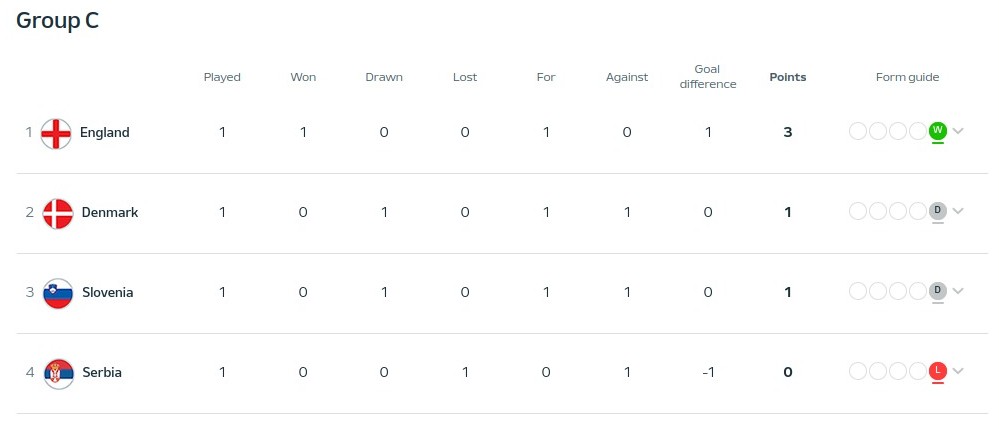 Group C
Played Won Drawn Lost For Against Goal difference Points Form guide
1 England 1 1 0 0 1 0 1 3 W
2 Denmark 1 0 1 0 1 1 0 1 D
3 Slovenia 1 0 1 0 1 1 0 1 D
4 Serbia 1 0 0 1 0 1 -1 0 L